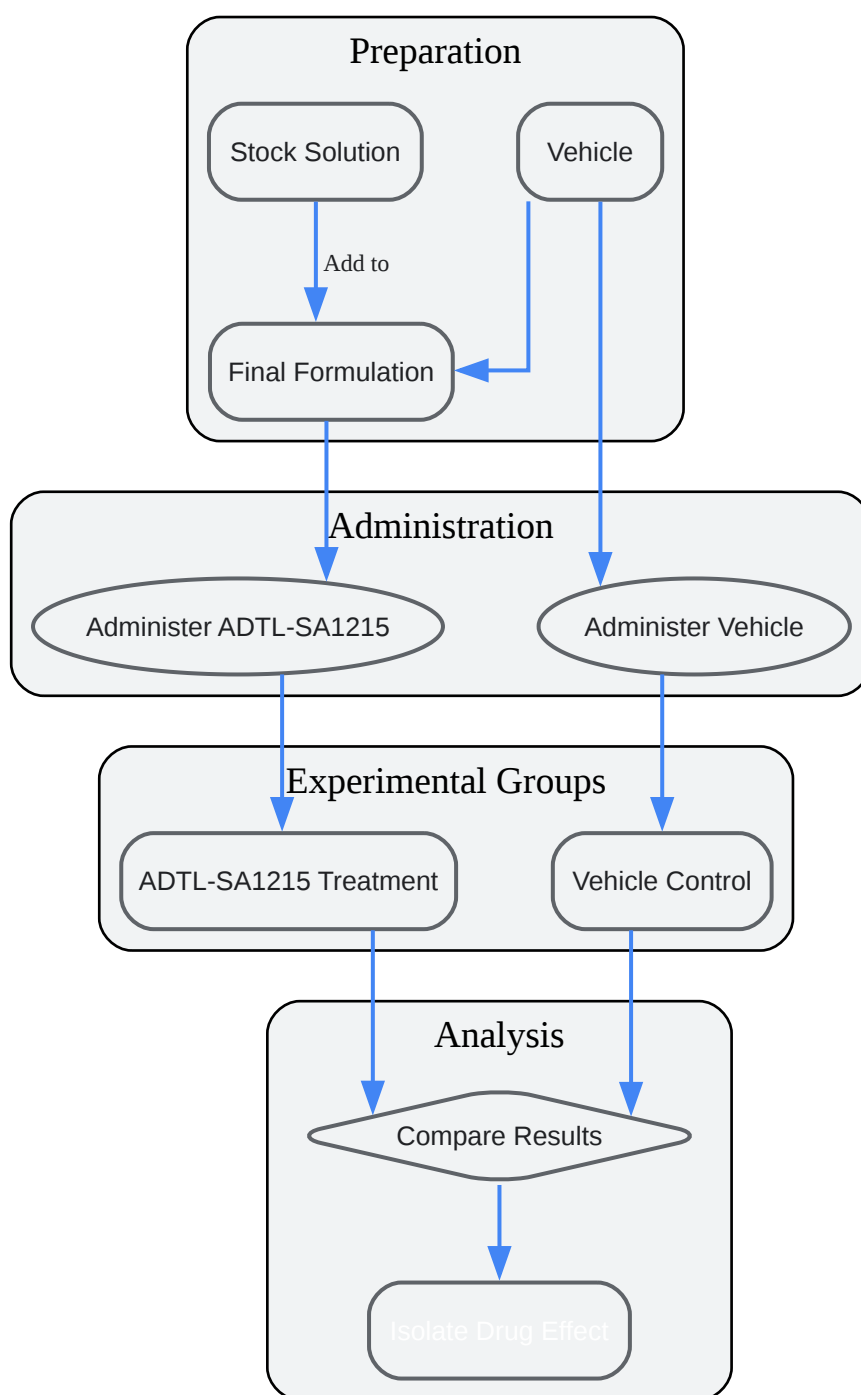 Preparation
Stock Solution
Vehicle
Add to
Final Formulation
Administration
Administer ADTL-SA1215
Administer Vehicle
Experimental Groups
ADTL-SA1215 Treatment
Vehicle Control
Analysis
Compare Results
Isolate Drug Effect